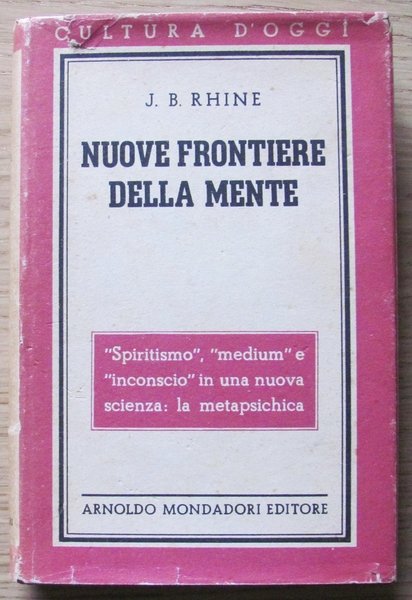 CULTURA D'OGGI
J. B. RHINE
NUOVE FRONTIERE
DELLA MENTE
"Spiritismo", "medium" e
"inconscio" in una nuova
scienza: la metapsichica
ARNOLDO MONDADORI EDITORE